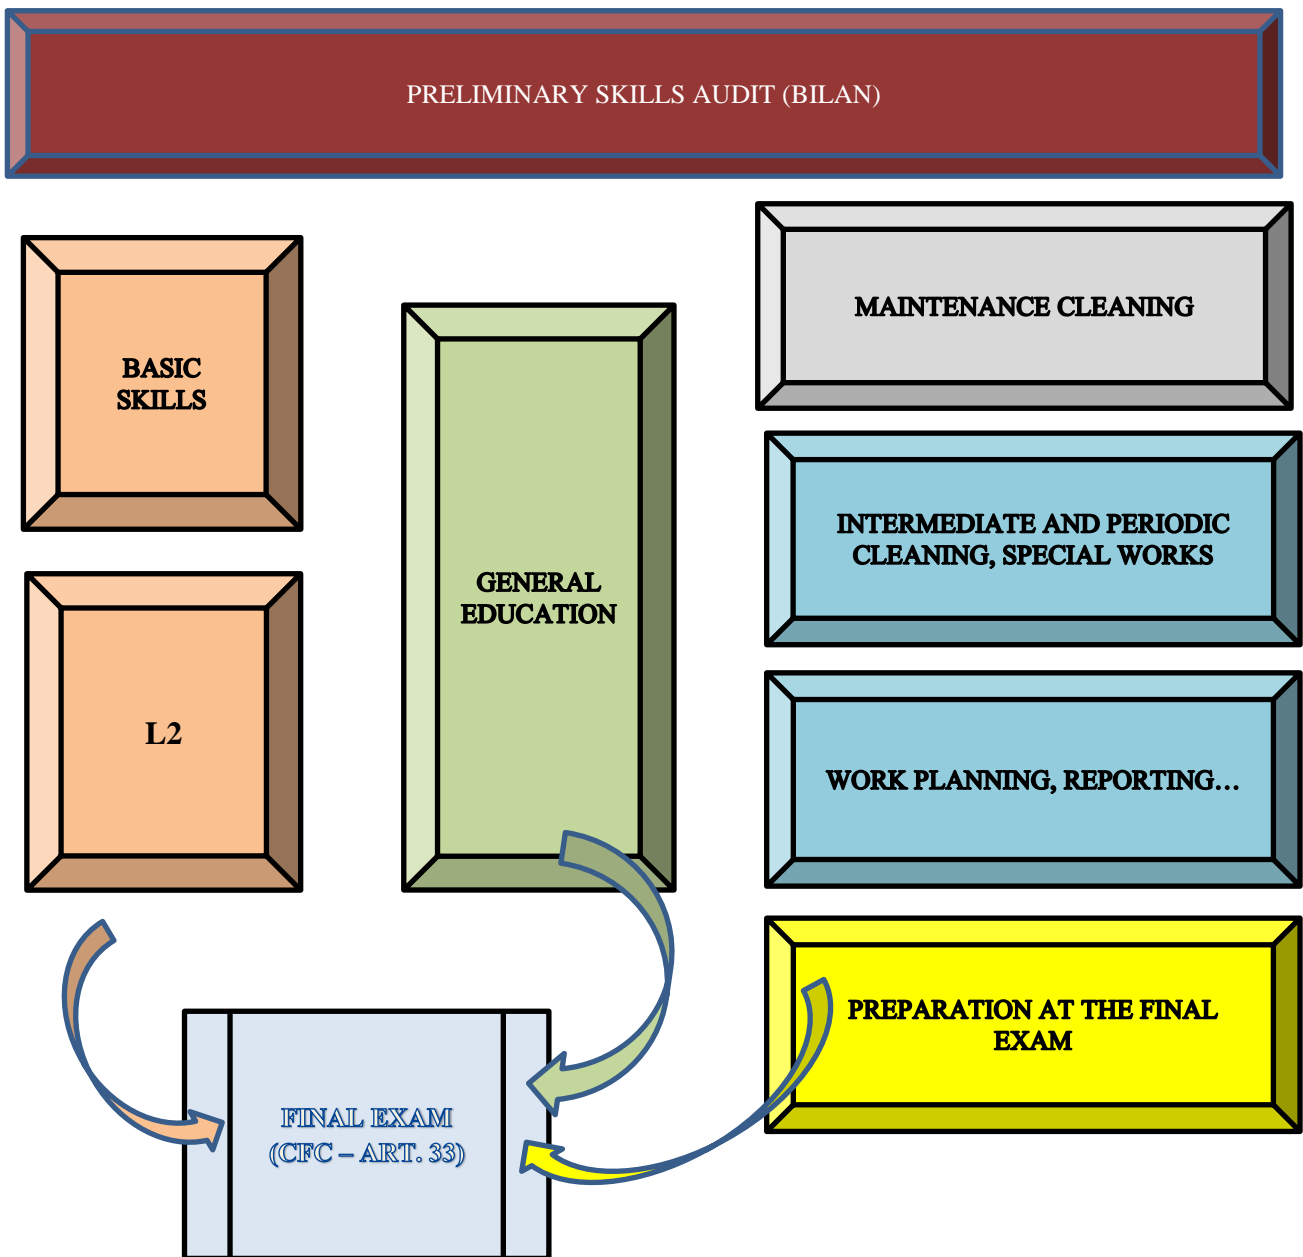 PRELIMINARY SKILLS AUDIT (BILAN)
BASIC
SKILLS
L2
GENERAL
EDUCATION
MAINTENANCE CLEANING
INTERMEDIATE AND PERIODIC
CLEANING, SPECIAL WORKS
WORK PLANNING, REPORTING…
PREPARATION AT THE FINAL
EXAM
FINAL EXAM
(CFC – ART. 33)